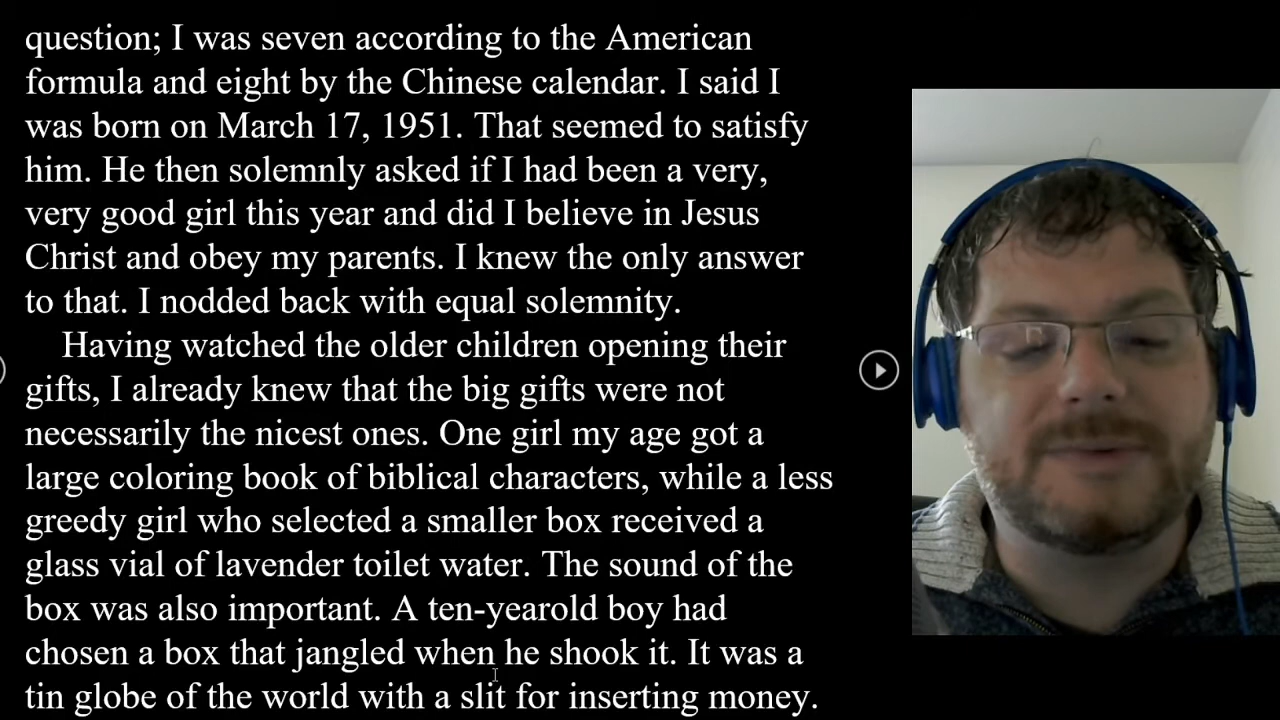 question; I was seven according to the American
formula and eight by the Chinese calendar. I said I
was born on March 17, 1951. That seemed to satisfy
him. He then solemnly asked if I had been a very,
very good girl this year and did I believe in Jesus
Christ and obey my parents. I knew the only answer
to that. I nodded back with equal solemnity.
Having watched the older children opening their
gifts, I already knew that the big gifts were not
necessarily the nicest ones. One girl my age got a
large coloring book of biblical characters, while a less
greedy girl who selected a smaller box received a
glass vial of lavender toilet water. The sound of the
box was also important. A ten-yearold boy had
chosen a box that jangled when he shook it. It was a
tin globe of the world with a slit for inserting money.